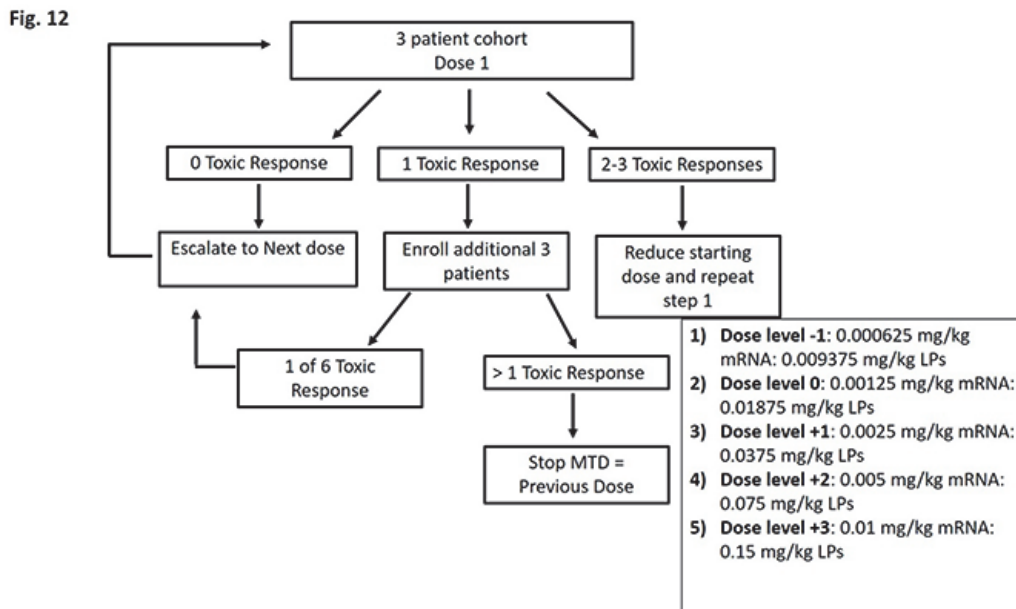 Fig. 12
3 patient cohort
Dose 1
0 Toxic Response
1 Toxic Response
2-3 Toxic Responses
Escalate to Next dose
Enroll additional 3
patients
Reduce starting
dose and repeat
step 1
1 of 6 Toxic
Response
> 1 Toxic Response
Stop MTD =
Previous Dose
1) Dose level -1: 0.000625 mg/kg
mRNA: 0.009375 mg/kg LPs
2) Dose level 0: 0.00125 mg/kg mRNA:
0.01875 mg/kg LPs
3) Dose level +1: 0.0025 mg/kg mRNA:
0.0375 mg/kg LPs
4) Dose level +2: 0.005 mg/kg mRNA:
0.075 mg/kg LPs
5) Dose level +3: 0.01 mg/kg mRNA:
0.15 mg/kg LPs